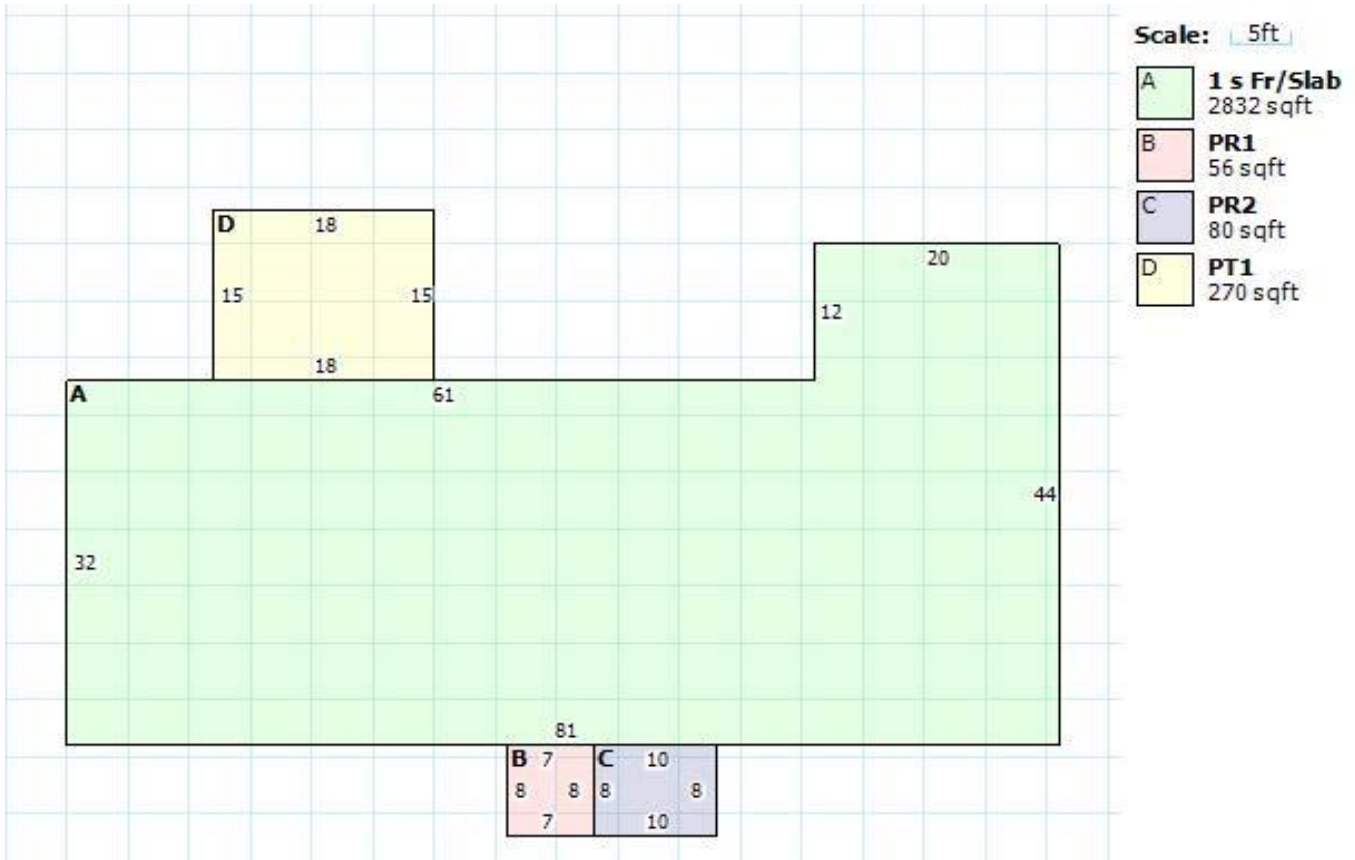 Scale: 5ft
A 1 s Fr/Slab
2832 sqft
B PR1
56 sqft
C PR2
80 sqft
D PT1
270 sqft
D 18
15 15
18
20
12
A 61
44
32
81
B 7 C 10
8 8 8 8
7 10